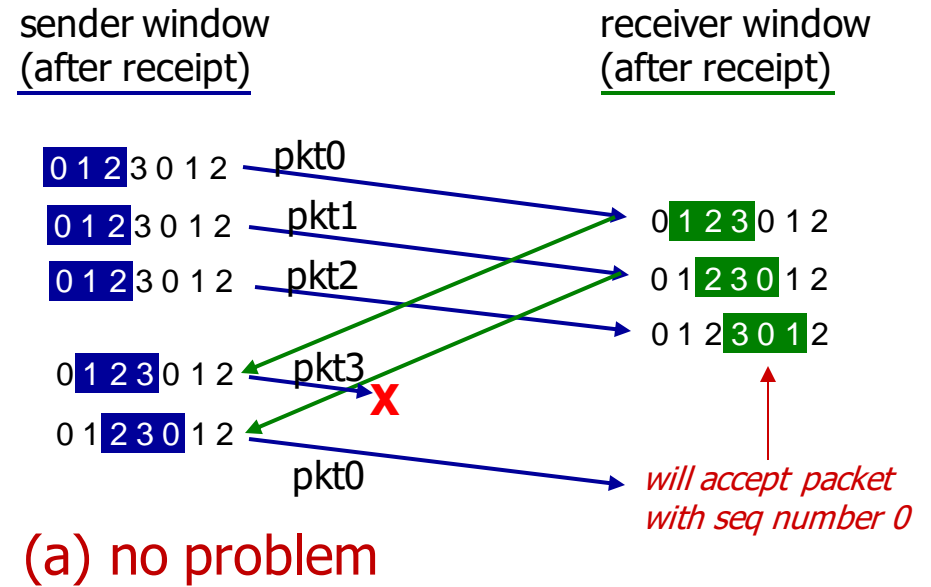 sender window
(after receipt)
receiver window
(after receipt)
0 1 2 3 0 1 2
pkt0
0 1 2 3 0 1 2
pkt1
0 1 2 3 0 1 2
0 1 2 3 0 1 2
pkt2
0 1 2 3 0 1 2
0 1 2 3 0 1 2
0 1 2 3 0 1 2
pkt3
X
0 1 2 3 0 1 2
pkt0
will accept packet
with seq number 0
(a) no problem